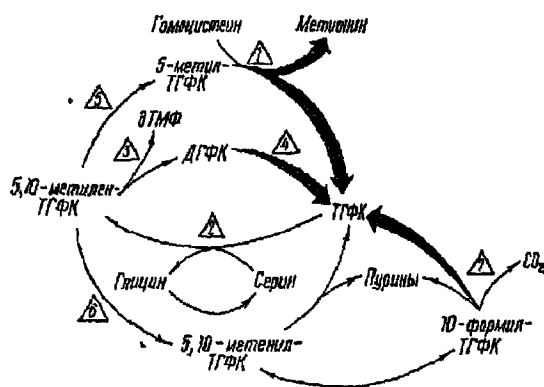 Гомоцистеин
Метионин
1
5-метил-
ТГФК
5
дТМФ
3
ДГФК
4
5,10-метилен-
ТГФК
ТГФК
2
Глицин
Серин
Пурины
7
CO₂
6
5,10-метенил-
ТГФК
10-формил-
ТГФК